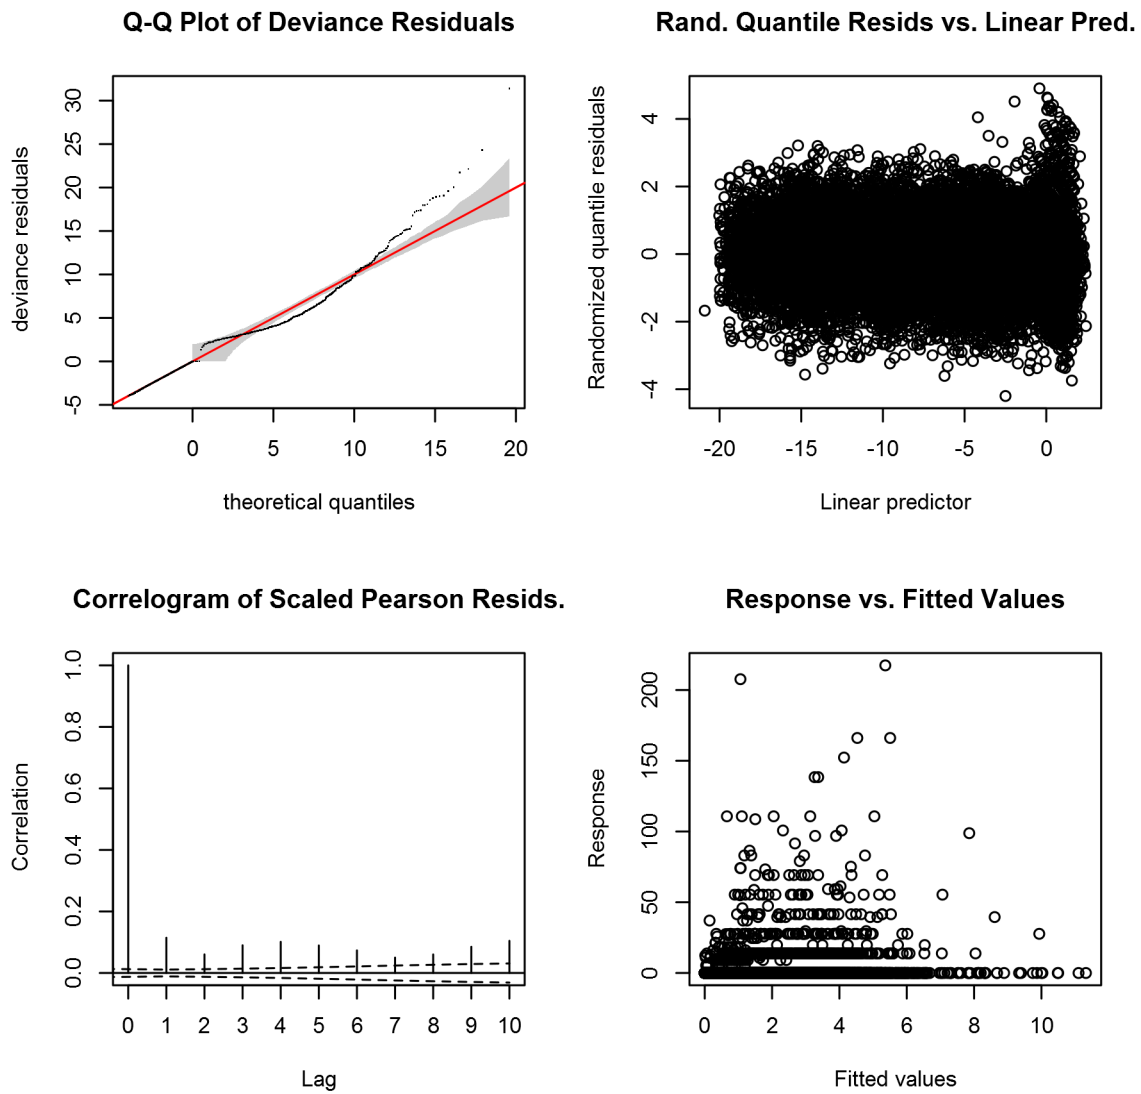 Q-Q Plot of Deviance Residuals
deviance residuals
-5 0 5 10 15 20 25 30
0 5 10 15 20
theoretical quantiles
Rand. Quantile Resids vs. Linear Pred.
Randomized quantile residuals
-4 -2 0 2 4
-20 -15 -10 -5 0
Linear predictor
Correlogram of Scaled Pearson Resids.
Correlation
0.0 0.2 0.4 0.6 0.8 1.0
0 1 2 3 4 5 6 7 8 9 10
Lag
Response vs. Fitted Values
Response
0 50 100 150 200
0 2 4 6 8 10
Fitted values